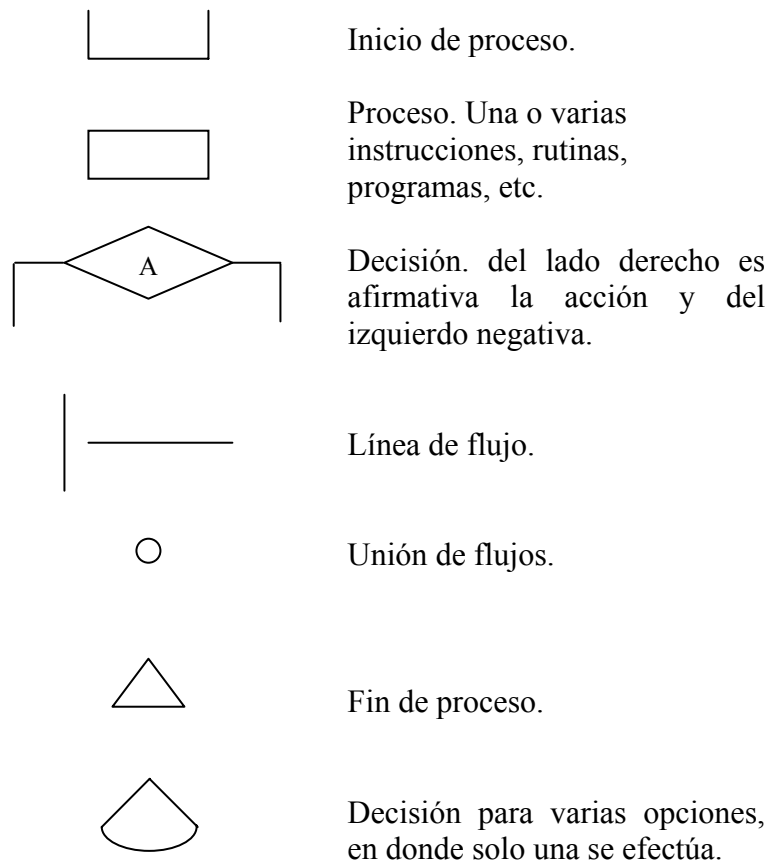 Inicio de proceso.
Proceso. Una o varias
instrucciones, rutinas,
programas, etc.
A
Decisión. del lado derecho es
afirmativa la acción y del
izquierdo negativa.
Línea de flujo.
Unión de flujos.
Fin de proceso.
Decisión para varias opciones,
en donde solo una se efectúa.